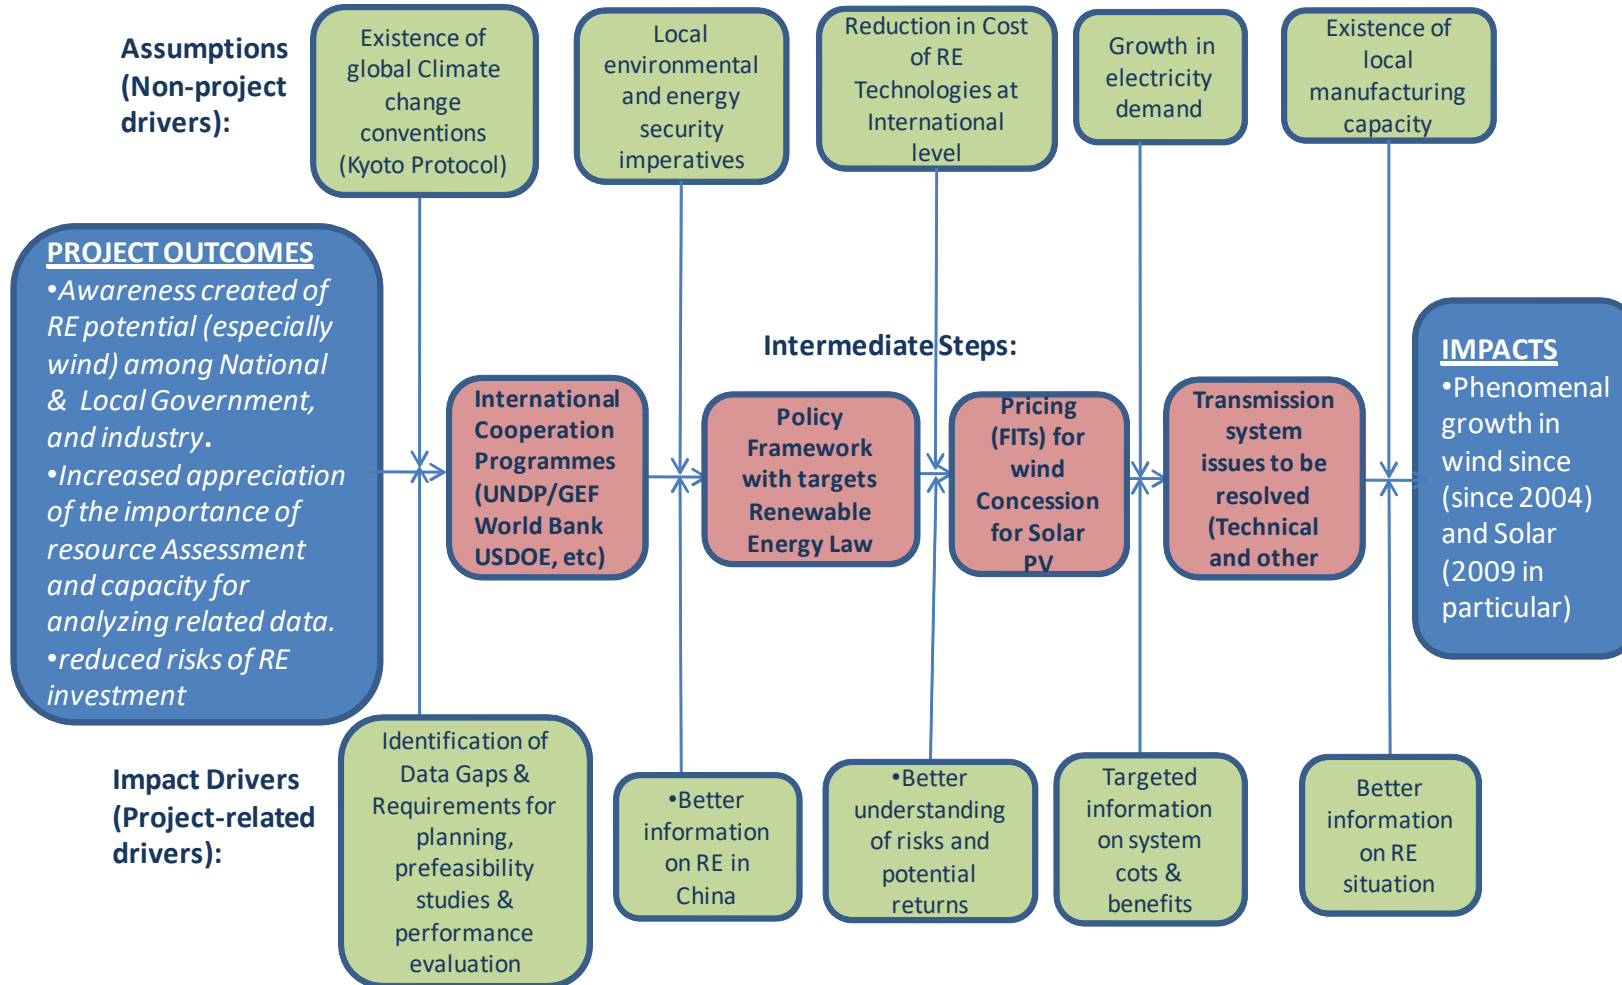 Assumptions
(Non-project
drivers):
Existence of
global Climate
change
conventions
(Kyoto Protocol)
Local
environmental
and energy
security
imperatives
Reduction in Cost
of RE
Technologies at
International
level
Growth in
electricity
demand
Existence of
local
manufacturing
capacity
PROJECT OUTCOMES
•Awareness created of
RE potential (especially
wind) among National
& Local Government,
and industry.
•Increased appreciation
of the importance of
resource Assessment
and capacity for
analyzing related data.
•reduced risks of RE
investment
Intermediate Steps:
International
Cooperation
Programmes
(UNDP/GEF
World Bank
USDOE, etc)
Policy
Framework
with targets
Renewable
Energy Law
Pricing
(FITs) for
wind
Concession
for Solar
PV
Transmission
system
issues to be
resolved
(Technical
and other
IMPACTS
•Phenomenal
growth in
wind since
(since 2004)
and Solar
(2009 in
particular)
Impact Drivers
(Project-related
drivers):
Identification of
Data Gaps &
Requirements for
planning,
prefeasibility
studies &
performance
evaluation
•Better
information
on RE in
China
•Better
understanding
of risks and
potential
returns
Targeted
information
on system
cots &
benefits
Better
information
on RE
situation